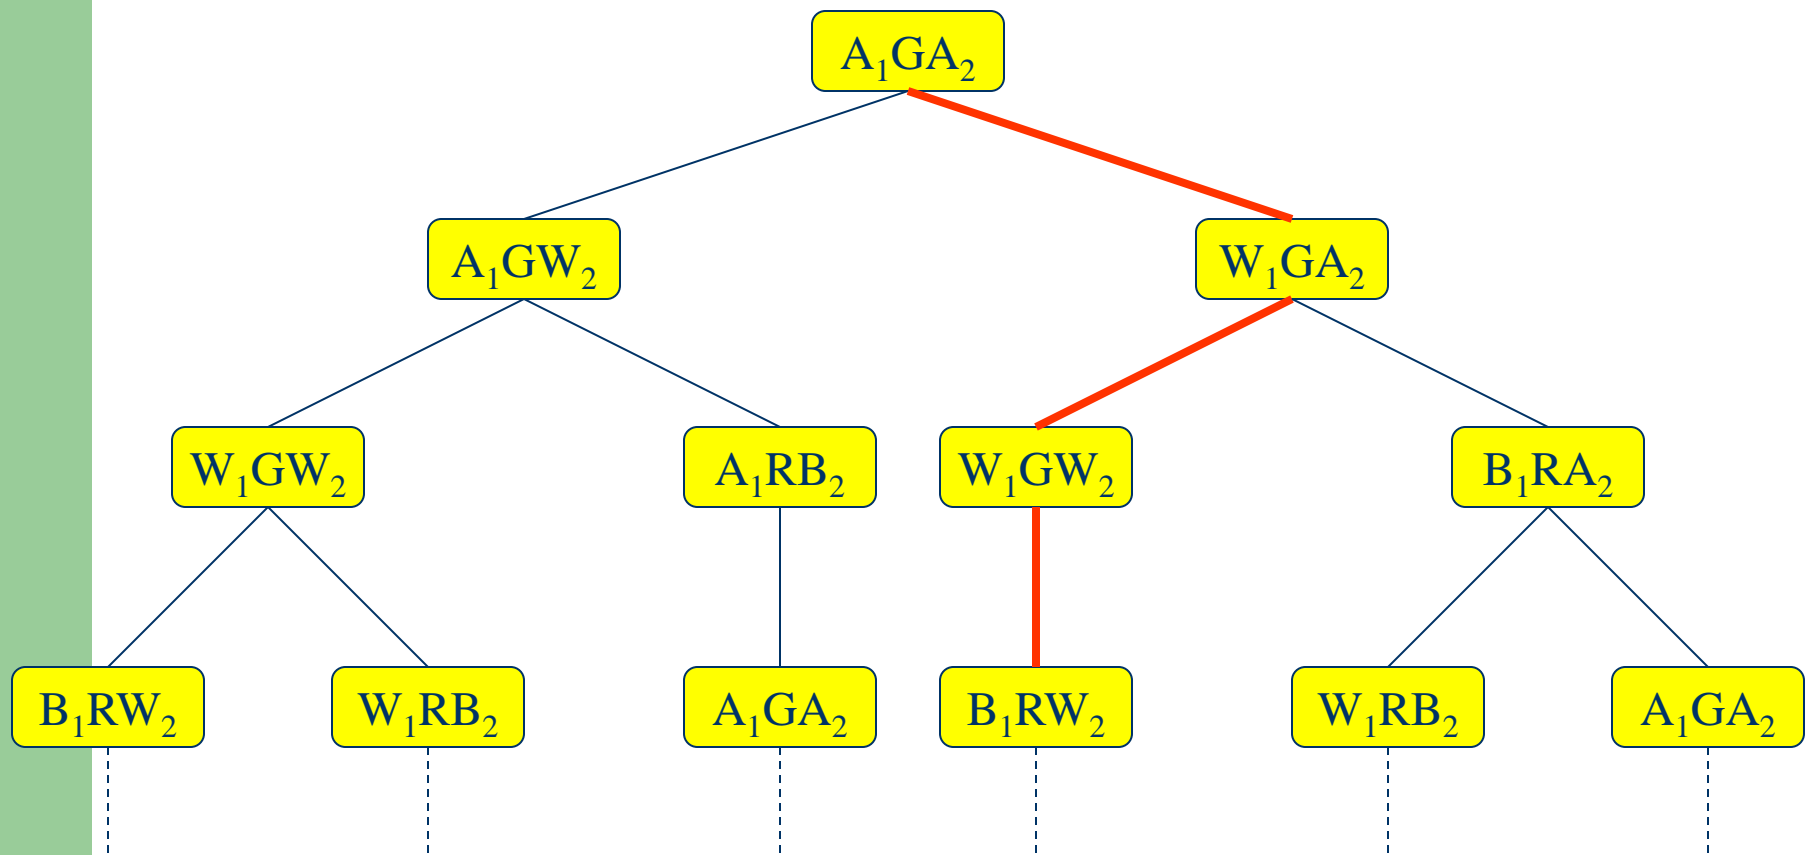 A₁GA₂
A₁GW₂ W₁GA₂
W₁GW₂ A₁RB₂ W₁GW₂ B₁RA₂
B₁RW₂ W₁RB₂ A₁GA₂ B₁RW₂ W₁RB₂ A₁GA₂